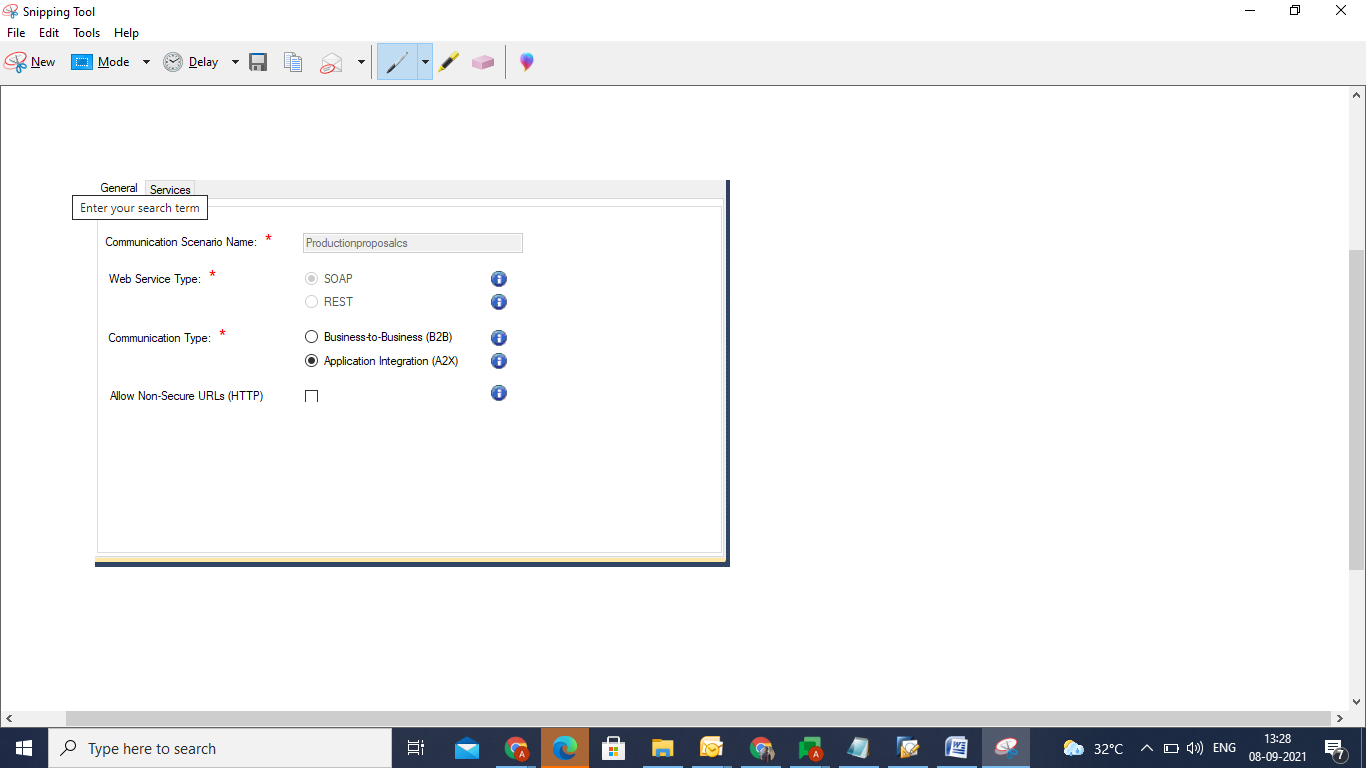 Snipping Tool
File Edit Tools Help
New Mode Delay
General Services
Enter your search term
Communication Scenario Name: * Productionproposalcs
Web Service Type: * SOAP
REST
Communication Type: * Business-to-Business (B2B)
Application Integration (A2X)
Allow Non-Secure URLs (HTTP)
Type here to search 32°C ENG 13:28
08-09-2021 7